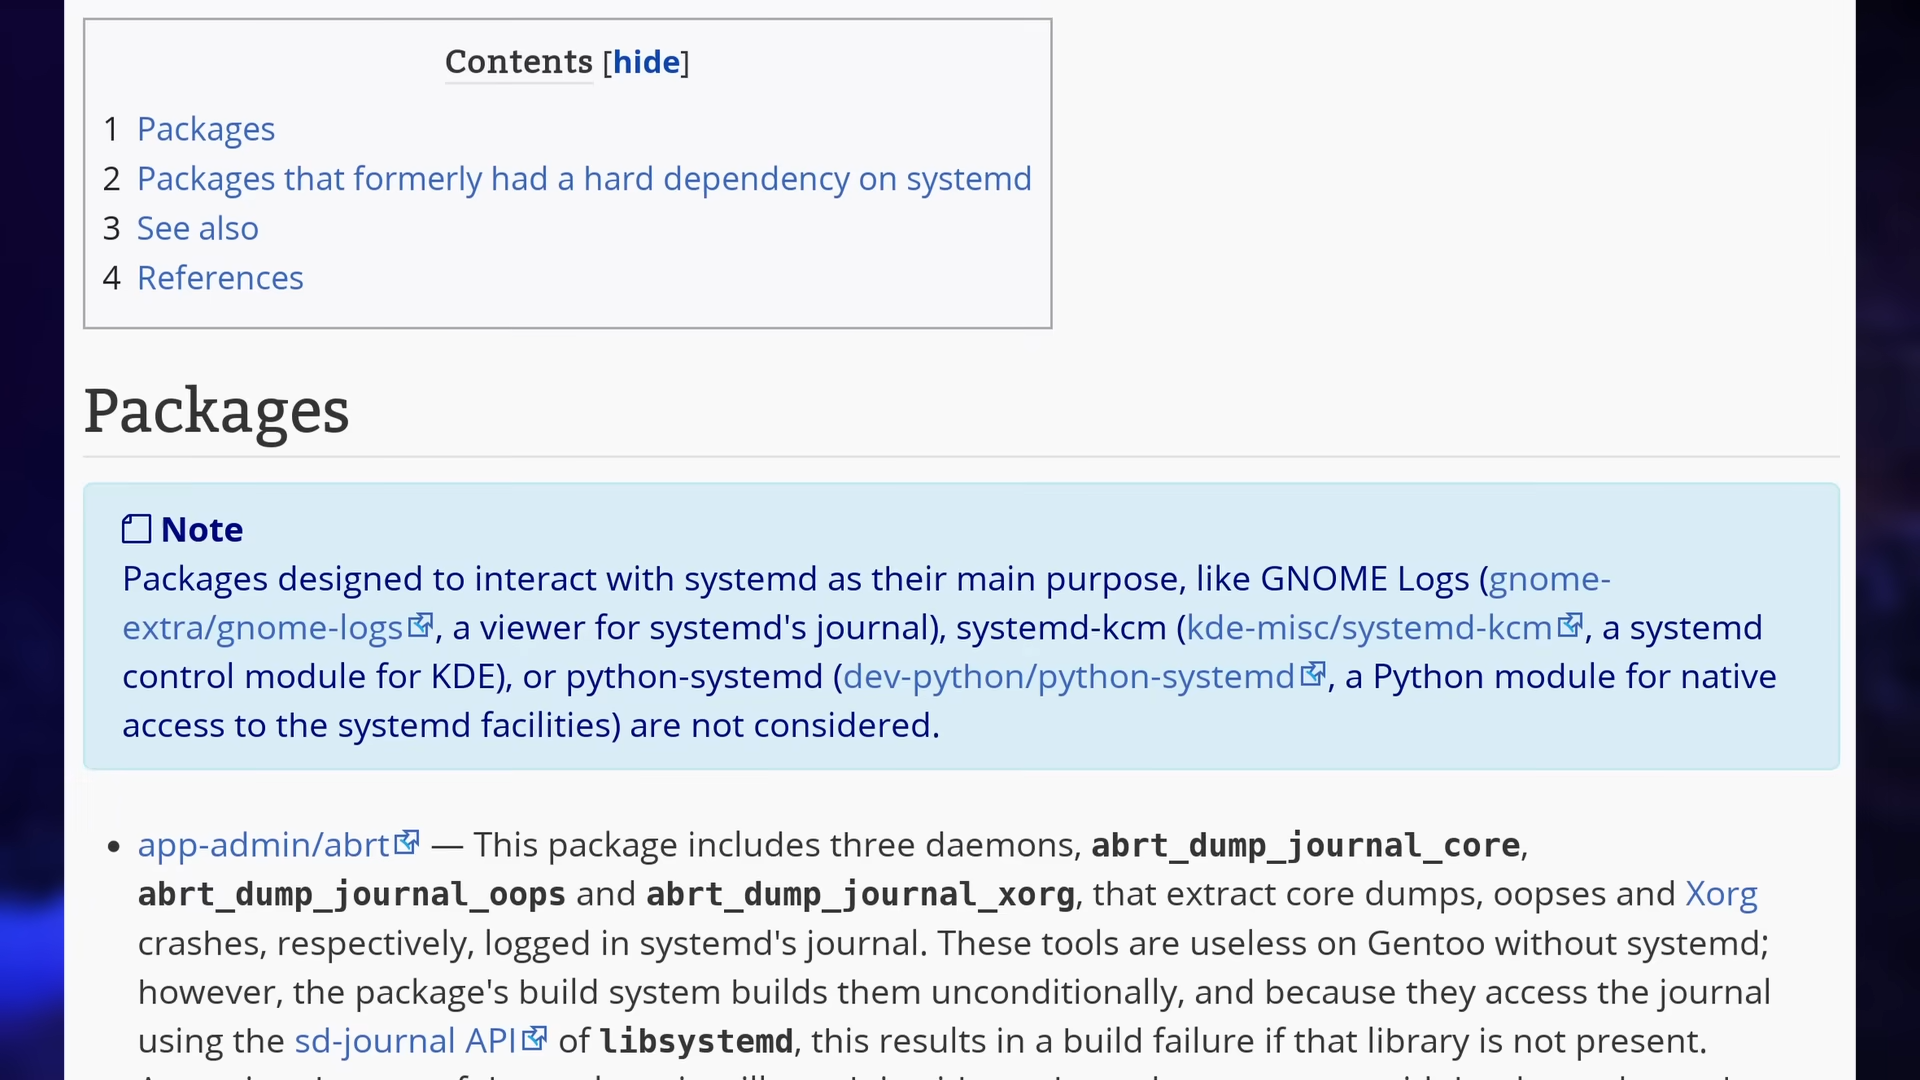 Contents [hide]
1 Packages
2 Packages that formerly had a hard dependency on systemd
3 See also
4 References
Packages
Note
Packages designed to interact with systemd as their main purpose, like GNOME Logs (gnome-
extra/gnome-logs, a viewer for systemd's journal), systemd-kcm (kde-misc/systemd-kcm, a systemd
control module for KDE), or python-systemd (dev-python/python-systemd, a Python module for native
access to the systemd facilities) are not considered.
• app-admin/abrt — This package includes three daemons, abrt_dump_journal_core,
abrt_dump_journal_oops and abrt_dump_journal_xorg, that extract core dumps, oopses and Xorg
crashes, respectively, logged in systemd's journal. These tools are useless on Gentoo without systemd;
however, the package's build system builds them unconditionally, and because they access the journal
using the sd-journal API of libsystemd, this results in a build failure if that library is not present.